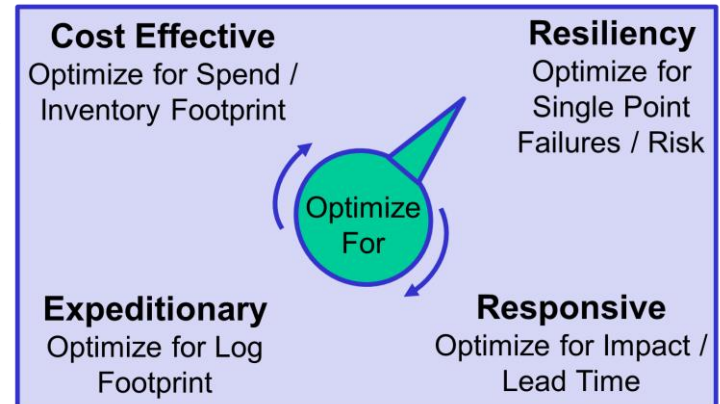 Cost Effective
Optimize for Spend /
Inventory Footprint
Resiliency
Optimize for
Single Point
Failures / Risk
Optimize
For
Expeditionary
Optimize for Log
Footprint
Responsive
Optimize for Impact /
Lead Time